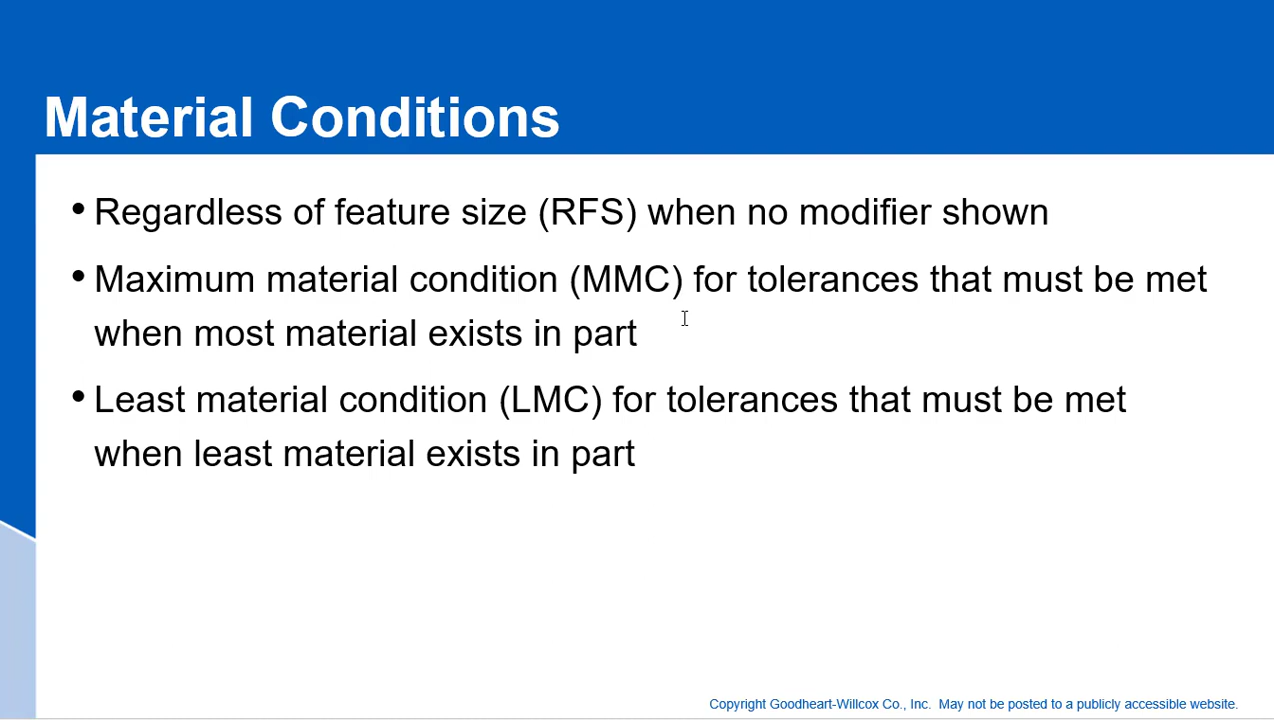 Material Conditions
• Regardless of feature size (RFS) when no modifier shown
• Maximum material condition (MMC) for tolerances that must be met
when most material exists in part
• Least material condition (LMC) for tolerances that must be met
when least material exists in part
Copyright Goodheart-Willcox Co., Inc. May not be posted to a publicly accessible website.